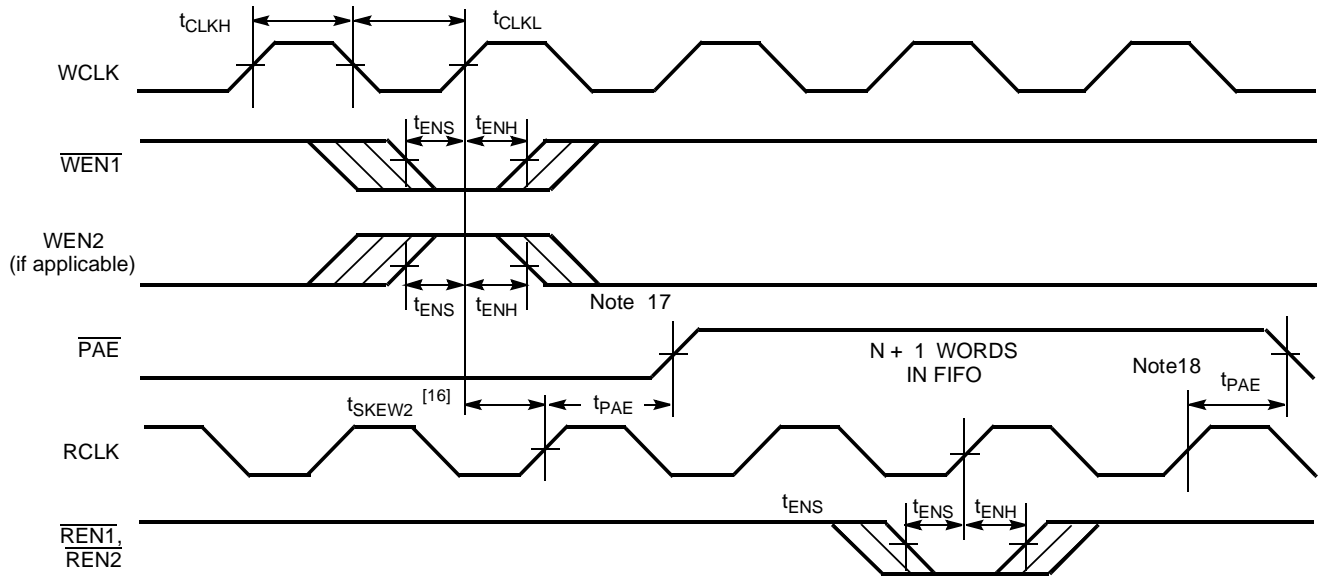 tCLKH
tCLKL
WCLK
tENS
tENH
WEN1
WEN2
(if applicable)
tENS
tENH
Note 17
PAE
N + 1 WORDS
IN FIFO
Note18
tPAE
tSKEW2 [16]
tPAE
RCLK
tENS
tENS
tENH
REN1,
REN2